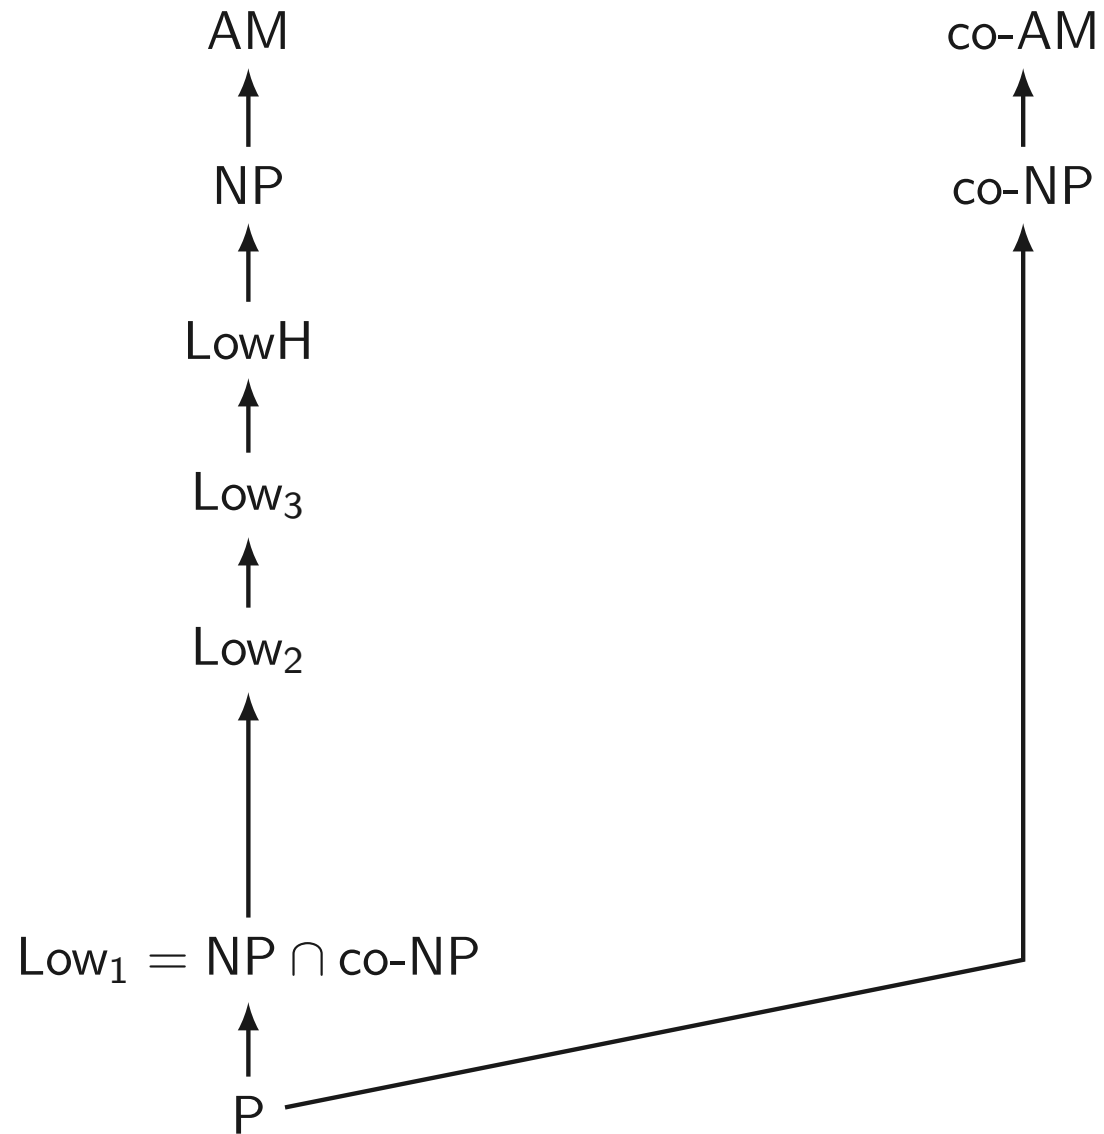 AM
co-AM
NP
co-NP
LowH
Low₃
Low₂
Low₁ = NP ∩ co-NP
P